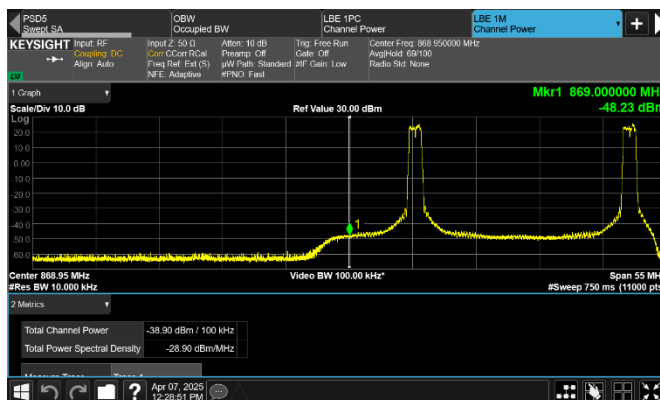 PSD5
Swept SA
OBW
Occupied BW
LBE 1PC
Channel Power
LBE 1M
Channel Power
KEYSIGHT
Input: RF
Coupling: DC
Align: Auto
Input Z: 50 Ω
Corr CCorr RCal
Freq Ref: Ext (S)
NFE: Adaptive
Atten: 10 dB
Preamp: Off
µW Path: Standard
#PNO: Fast
Trig: Free Run
Gate: Off
#IF Gain: Low
Center Freq: 868.950000 MHz
Avg|Hold: 69/100
Radio Std: None
1 Graph
Mkr1 869.000000 MH
-48.23 dBm
Scale/Div 10.0 dB
Ref Value 30.00 dBm
Log
20.0
10.0
0.00
-10.0
-20.0
-30.0
-40.0
-50.0
-60.0
1
Center 868.95 MHz
Video BW 100.00 kHz*
Span 55 MH
#Res BW 10.000 kHz
#Sweep 750 ms (11000 pts
2 Metrics
Total Channel Power
-38.90 dBm / 100 kHz
Total Power Spectral Density
-28.90 dBm/MHz
Measure Trace
Trace 1
?
Apr 07, 2025
12:28:51 PM